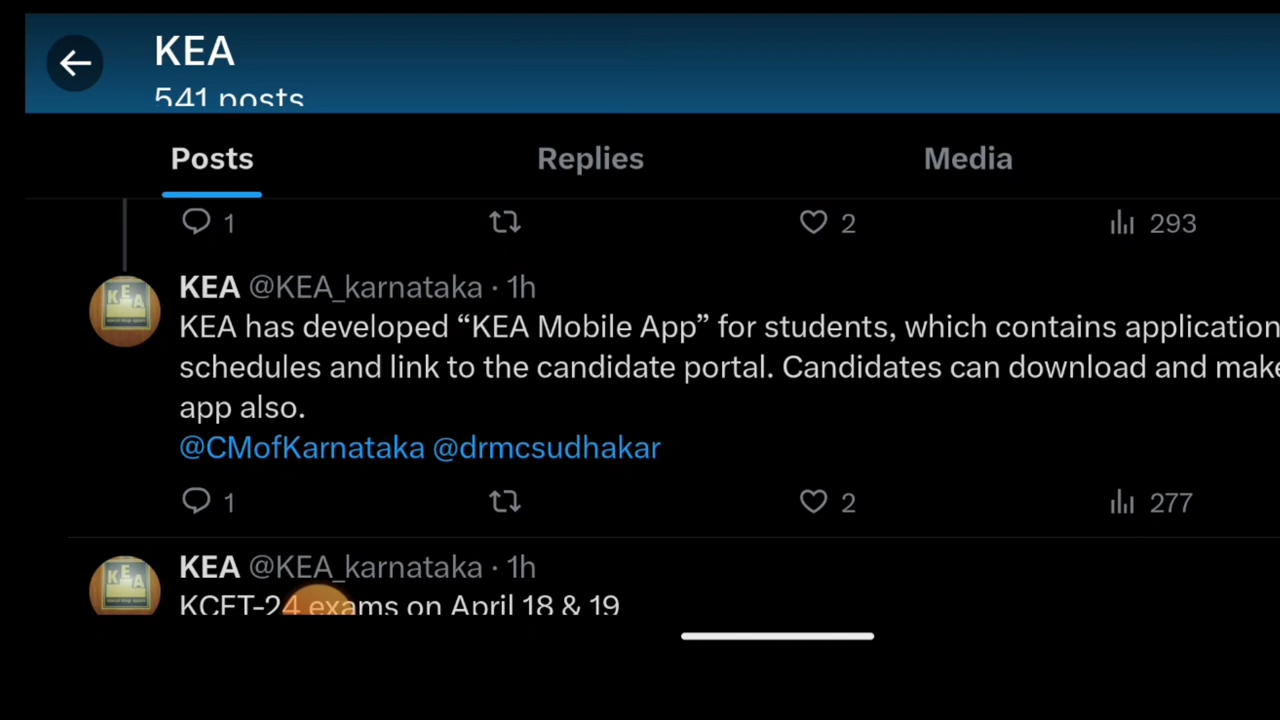 KEA
541 posts
Posts Replies Media
1 2 293
KEA @KEA_karnataka · 1h
KEA has developed “KEA Mobile App” for students, which contains application
schedules and link to the candidate portal. Candidates can download and make
app also.
@CMofKarnataka @drmcsudhakar
1 2 277
KEA @KEA_karnataka · 1h
KCET-24 exams on April 18 & 19